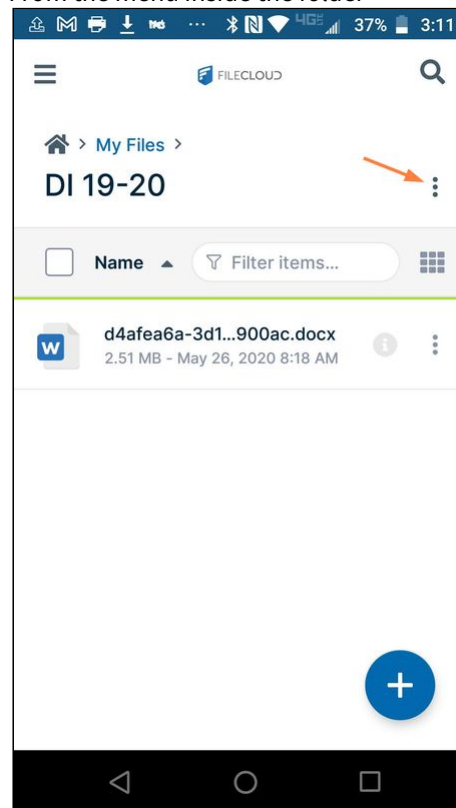 From the menu inside the folder
4GE 37% 3:11
FILECLOUD
> My Files >
DI 19-20
Name Filter items...
W d4afea6a-3d1...900ac.docx
2.51 MB - May 26, 2020 8:18 AM